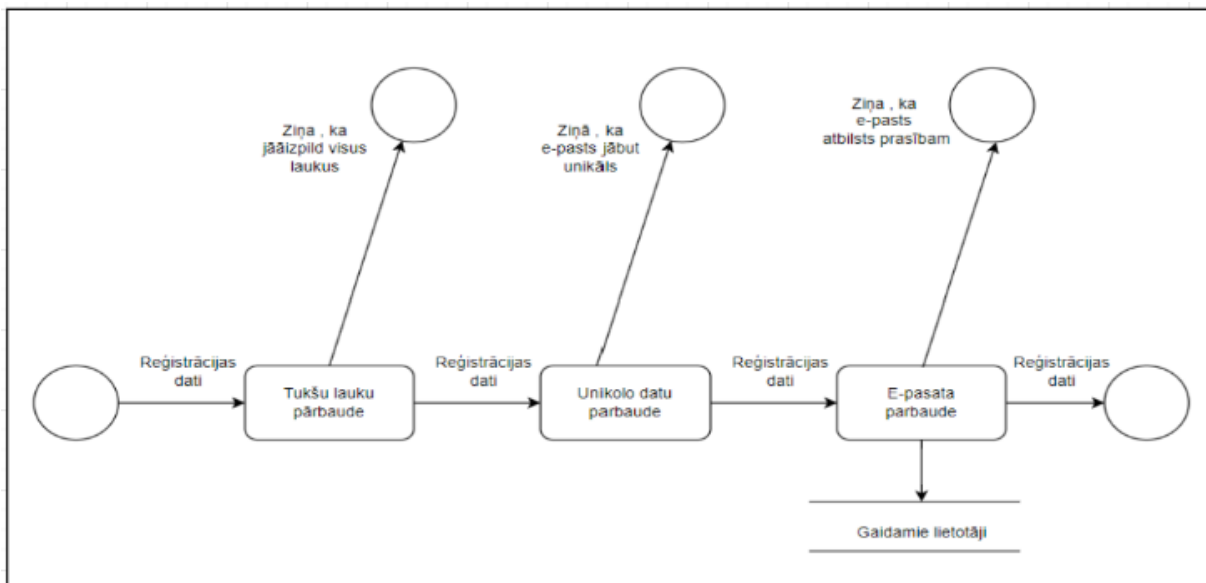 Ziņa , ka
jāāizpild visus
laukus
Ziņā , ka
e-pasts jābut
unikāls
Ziņa , ka
e-pasts
atbilsts prasībam
Reģistrācijas
dati
Tukšu lauku
pārbaude
Reģistrācijas
dati
Unikolo datu
parbaude
Reģistrācijas
dati
E-pasata
parbaude
Reģistrācijas
dati
Gaidamie lietotāji